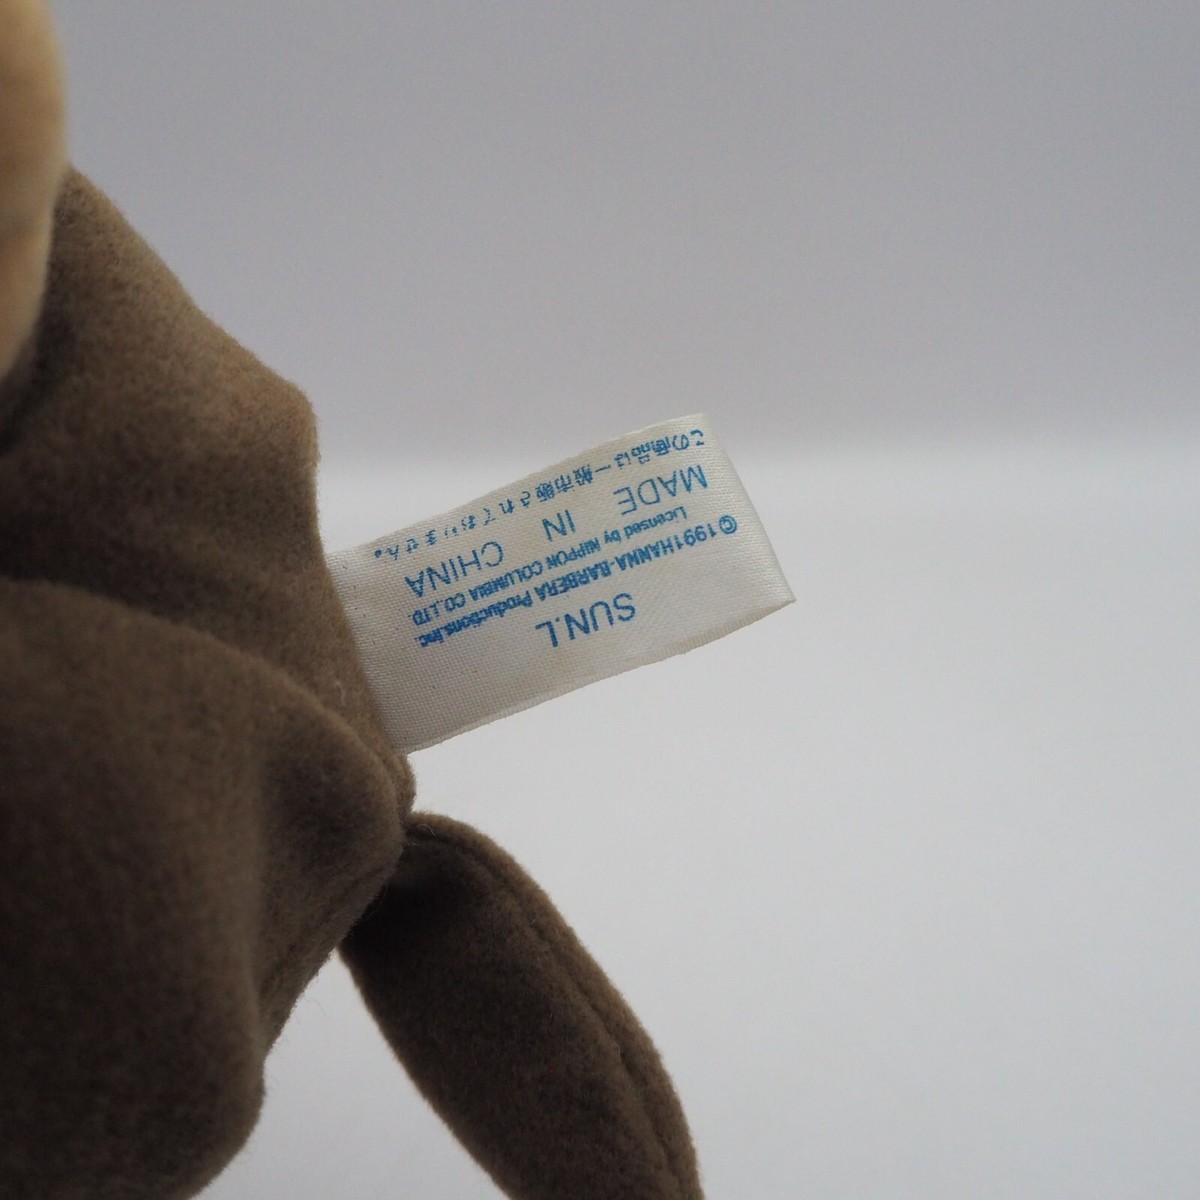 SUN.L
©1991HANNA-BARBERA Productions,Inc.
Licensed by NIPPON COLUMBIA CO.,LTD.
MADE IN CHINA
この商品は一般市販されておりません。